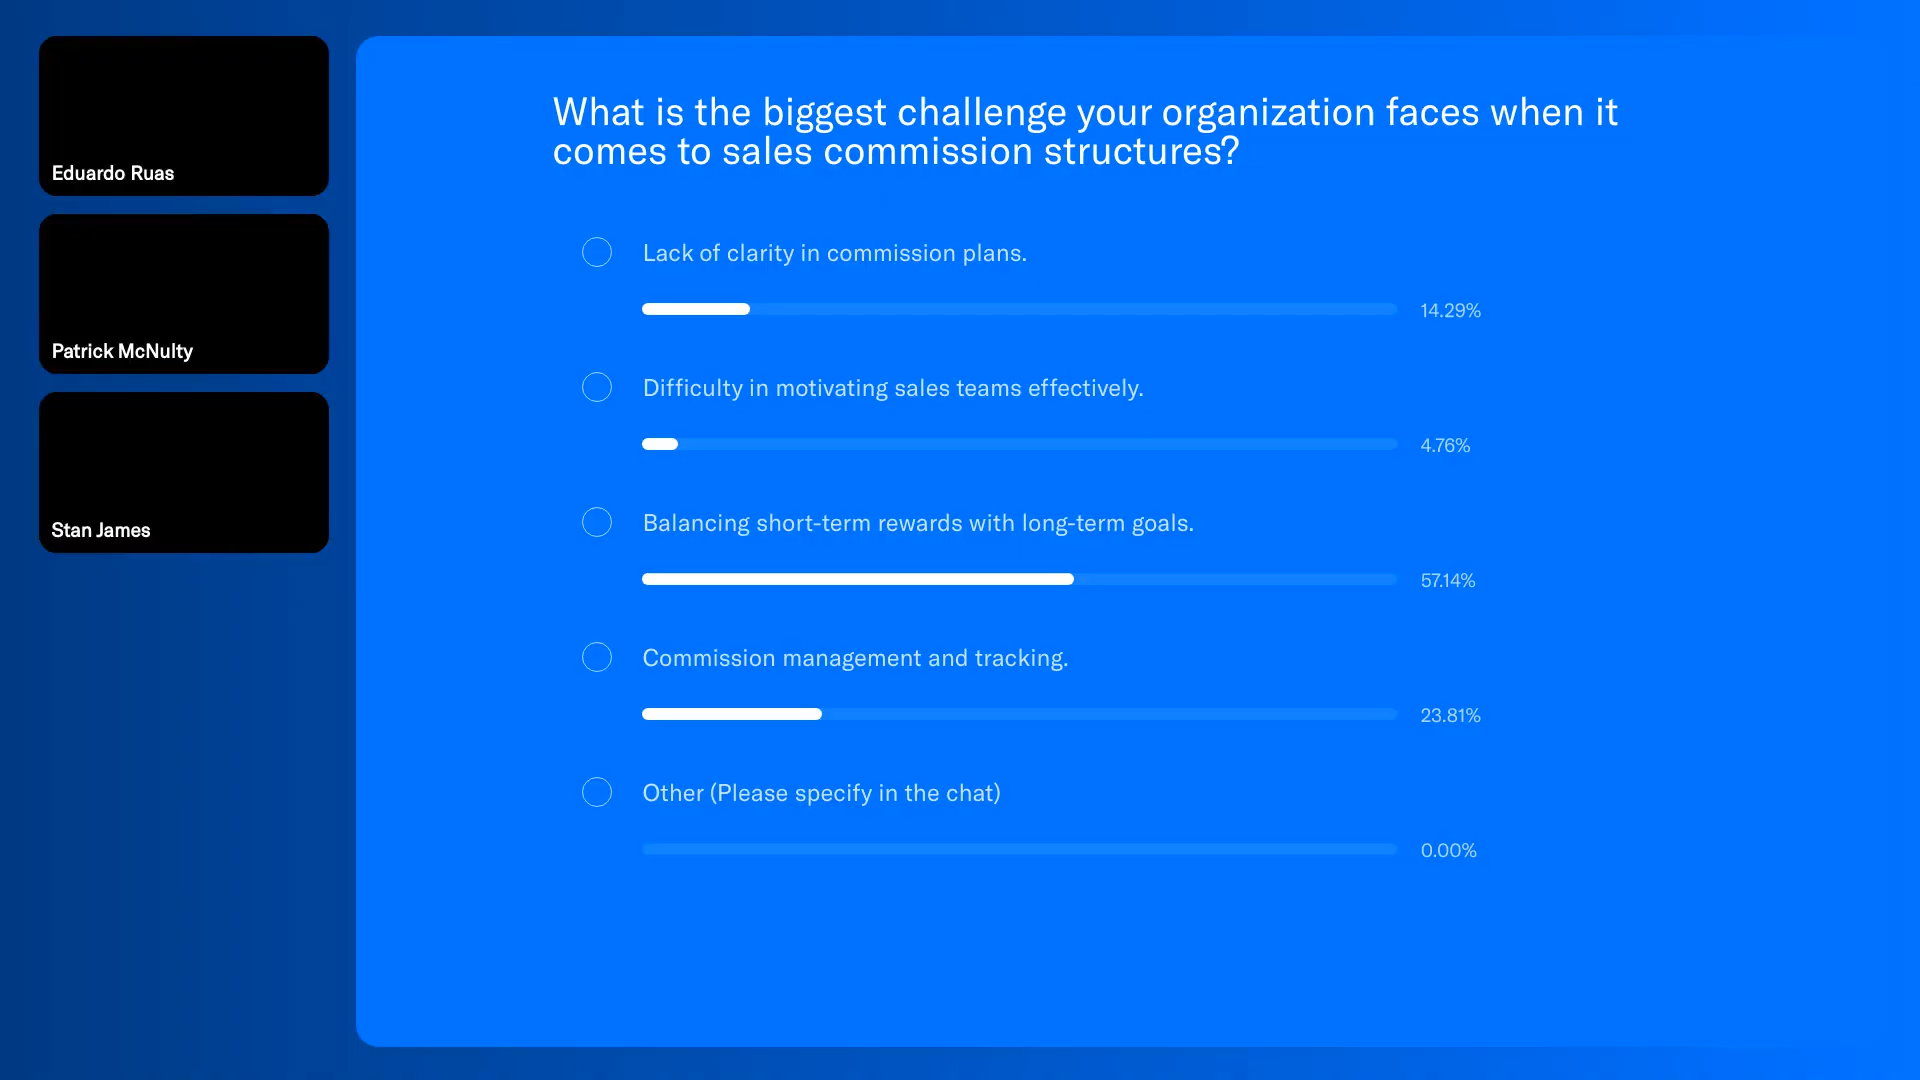 Eduardo Ruas
Patrick McNulty
Stan James
What is the biggest challenge your organization faces when it
comes to sales commission structures?
Lack of clarity in commission plans.
14.29%
Difficulty in motivating sales teams effectively.
4.76%
Balancing short-term rewards with long-term goals.
57.14%
Commission management and tracking.
23.81%
Other (Please specify in the chat)
0.00%